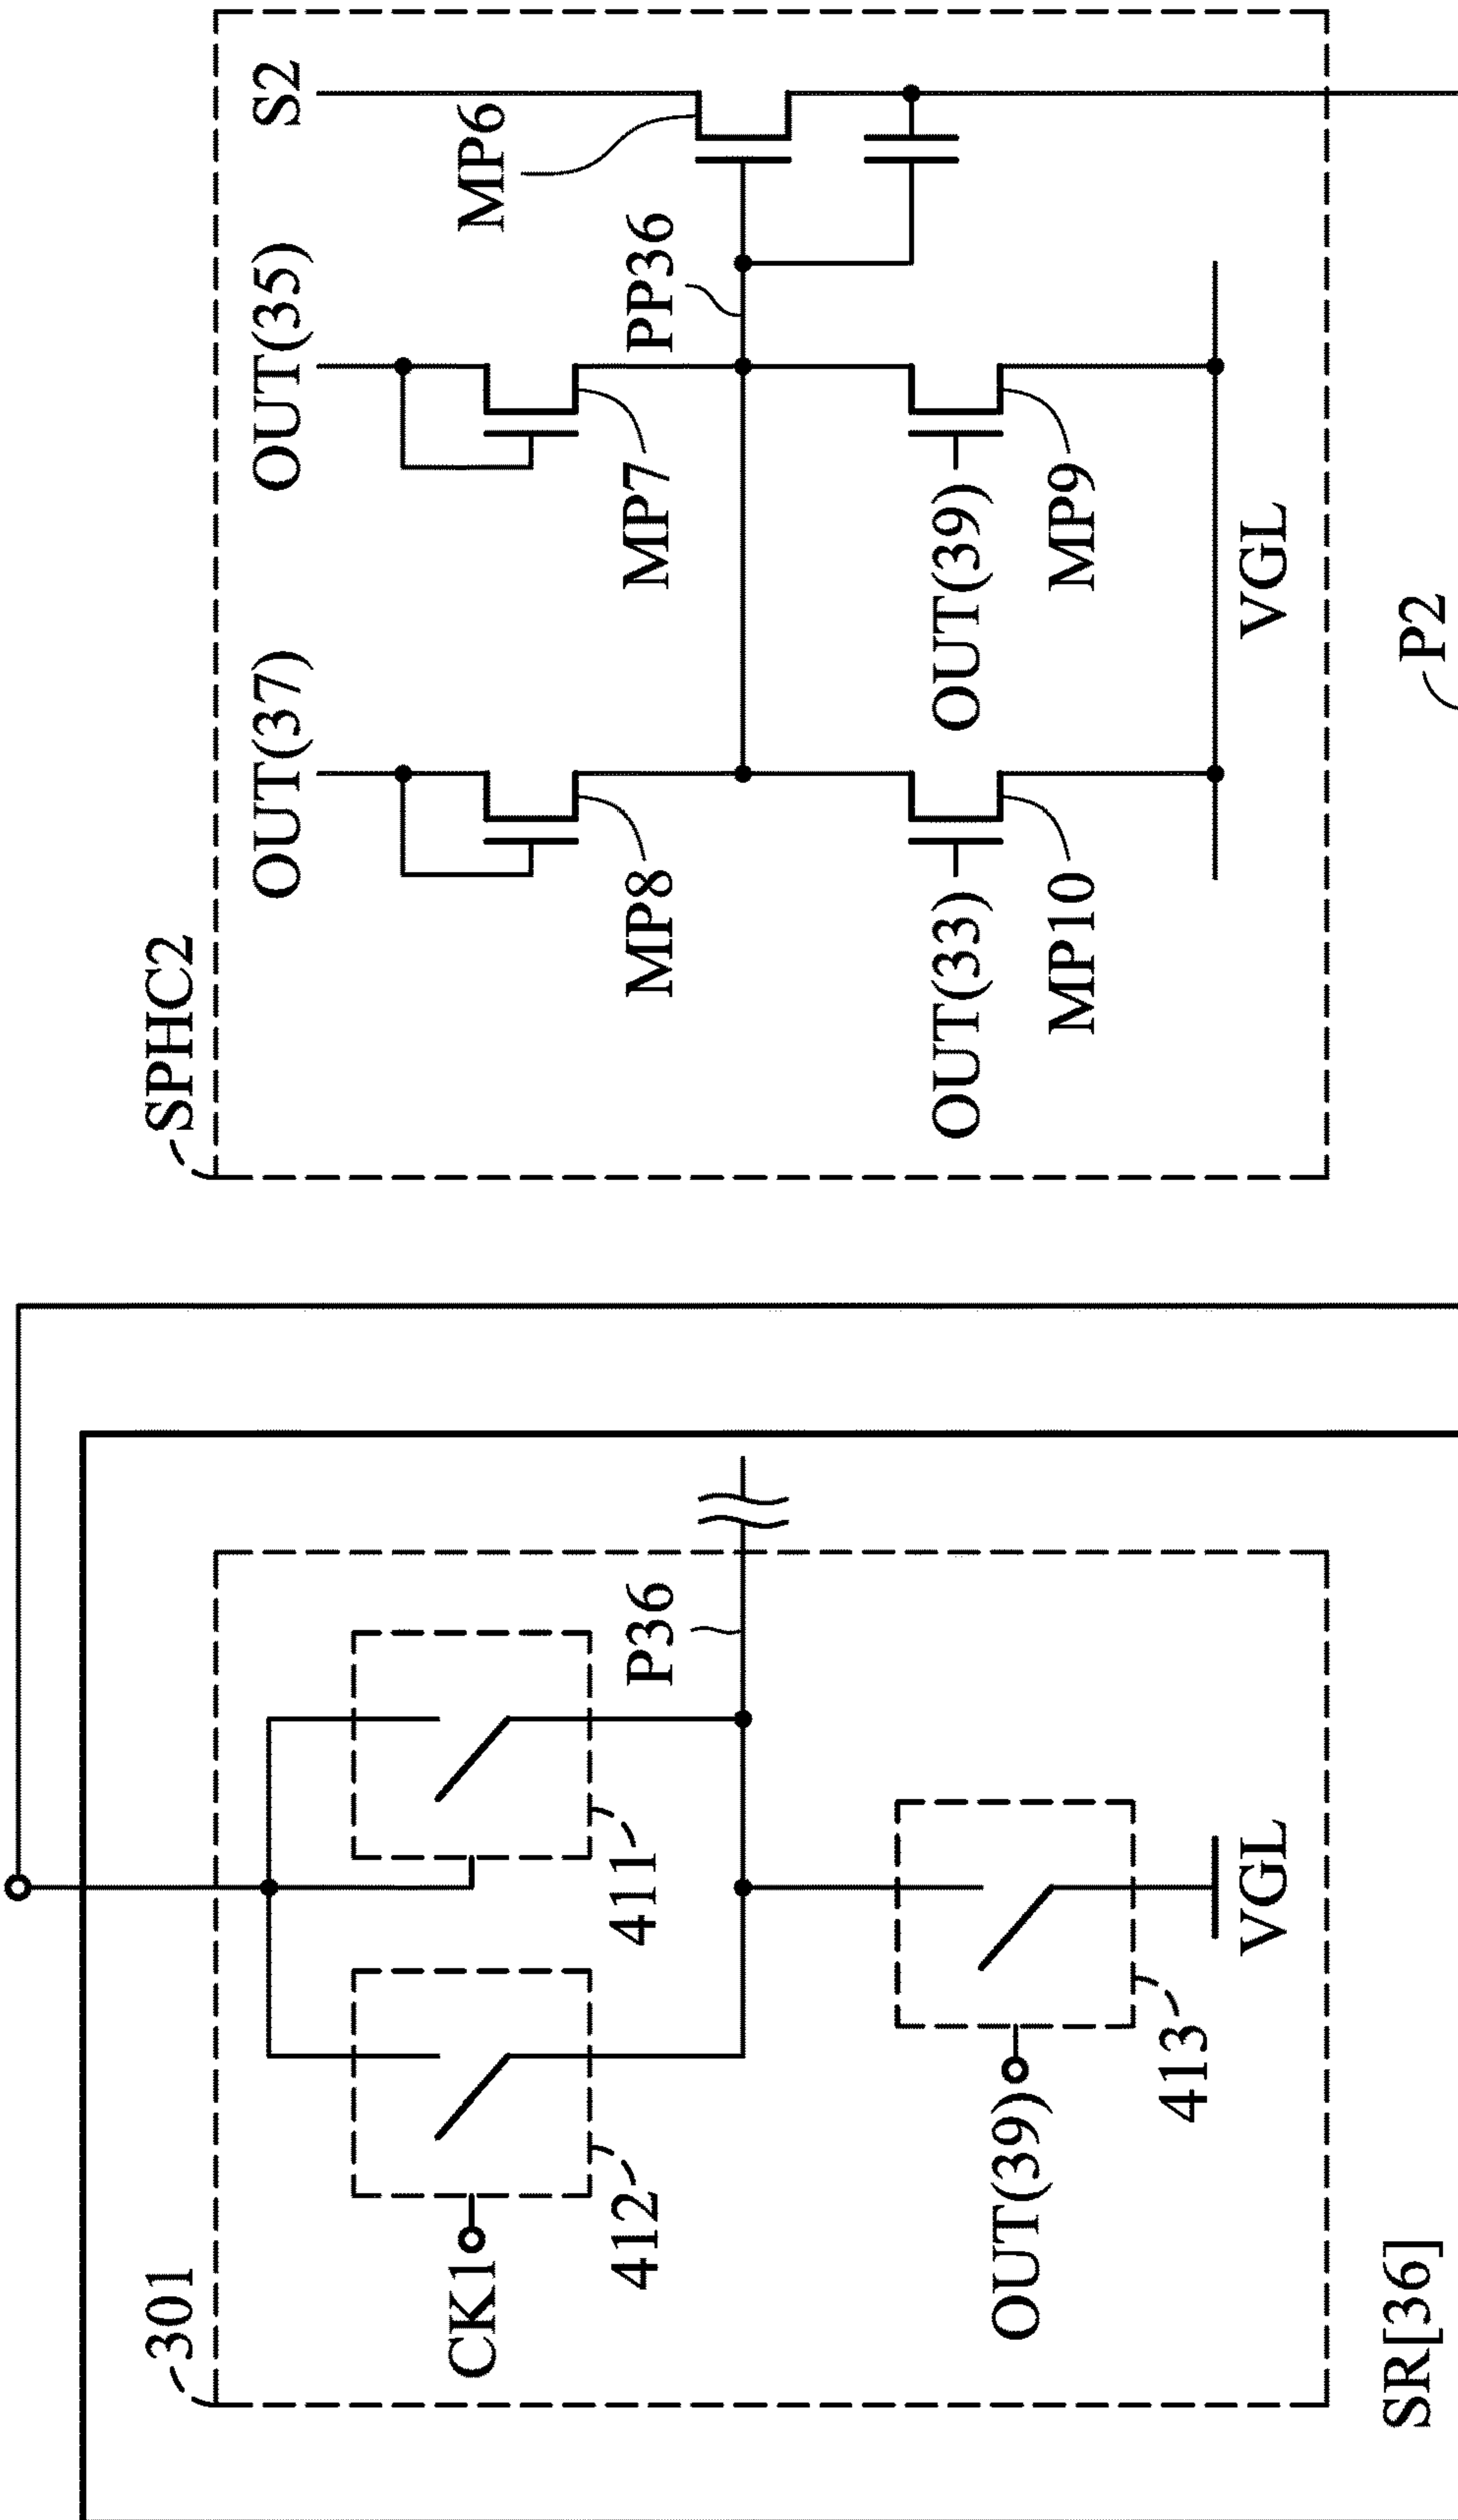 SPHC2
OUT(37)
OUT(35)
S2
MP8
MP7
PP36
MP6
OUT(33)
OUT(39)
MP10
MP9
VGL
P2
301
CK1
412
411
P36
OUT(39)
413
VGL
SR[36]